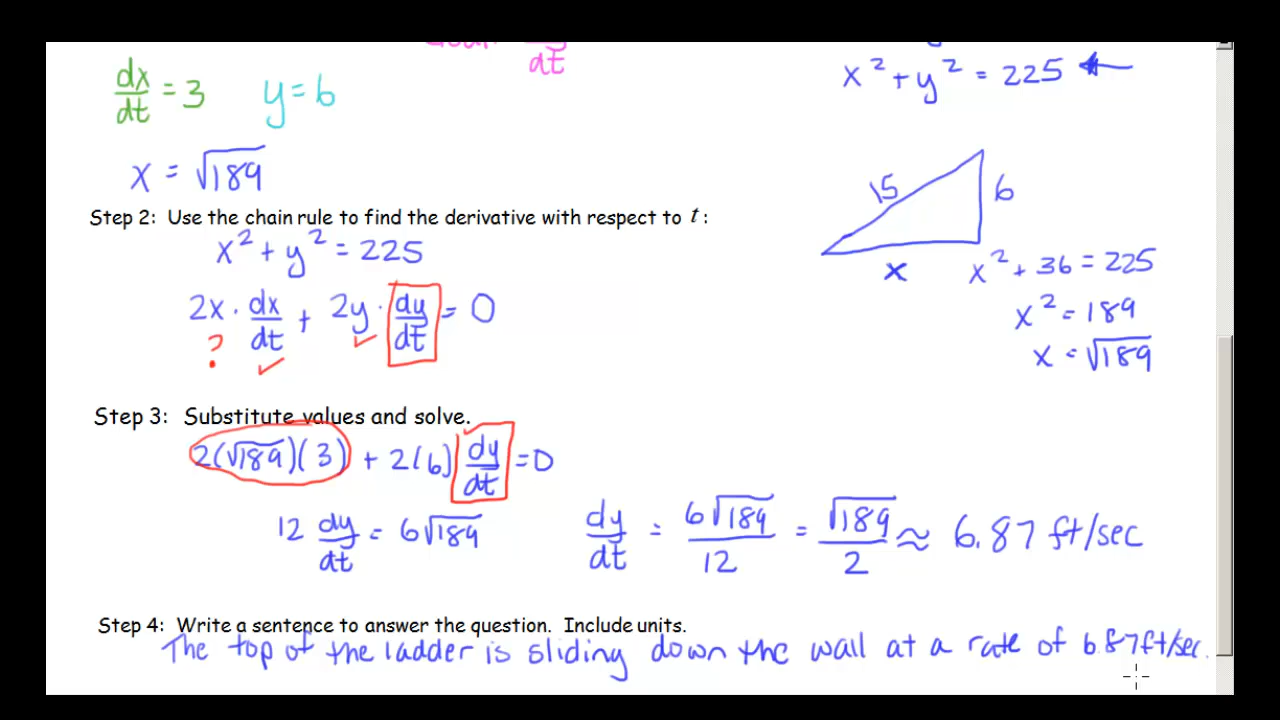 dy/dt
x² + y² = 225
dx/dt = 3 y = 6
x = √189
15
6
x
Step 2: Use the chain rule to find the derivative with respect to t:
x² + y² = 225
x² + 36 = 225
2x · dx/dt + 2y · dy/dt = 0
x² = 189
?
x = √189
Step 3: Substitute values and solve.
2(√189)(3) + 2(6) dy/dt = 0
12 dy/dt = 6√189
dy/dt = 6√189/12 = √189/2 ≈ 6.87 ft/sec
Step 4: Write a sentence to answer the question. Include units.
The top of the ladder is sliding down the wall at a rate of 6.87ft/sec.